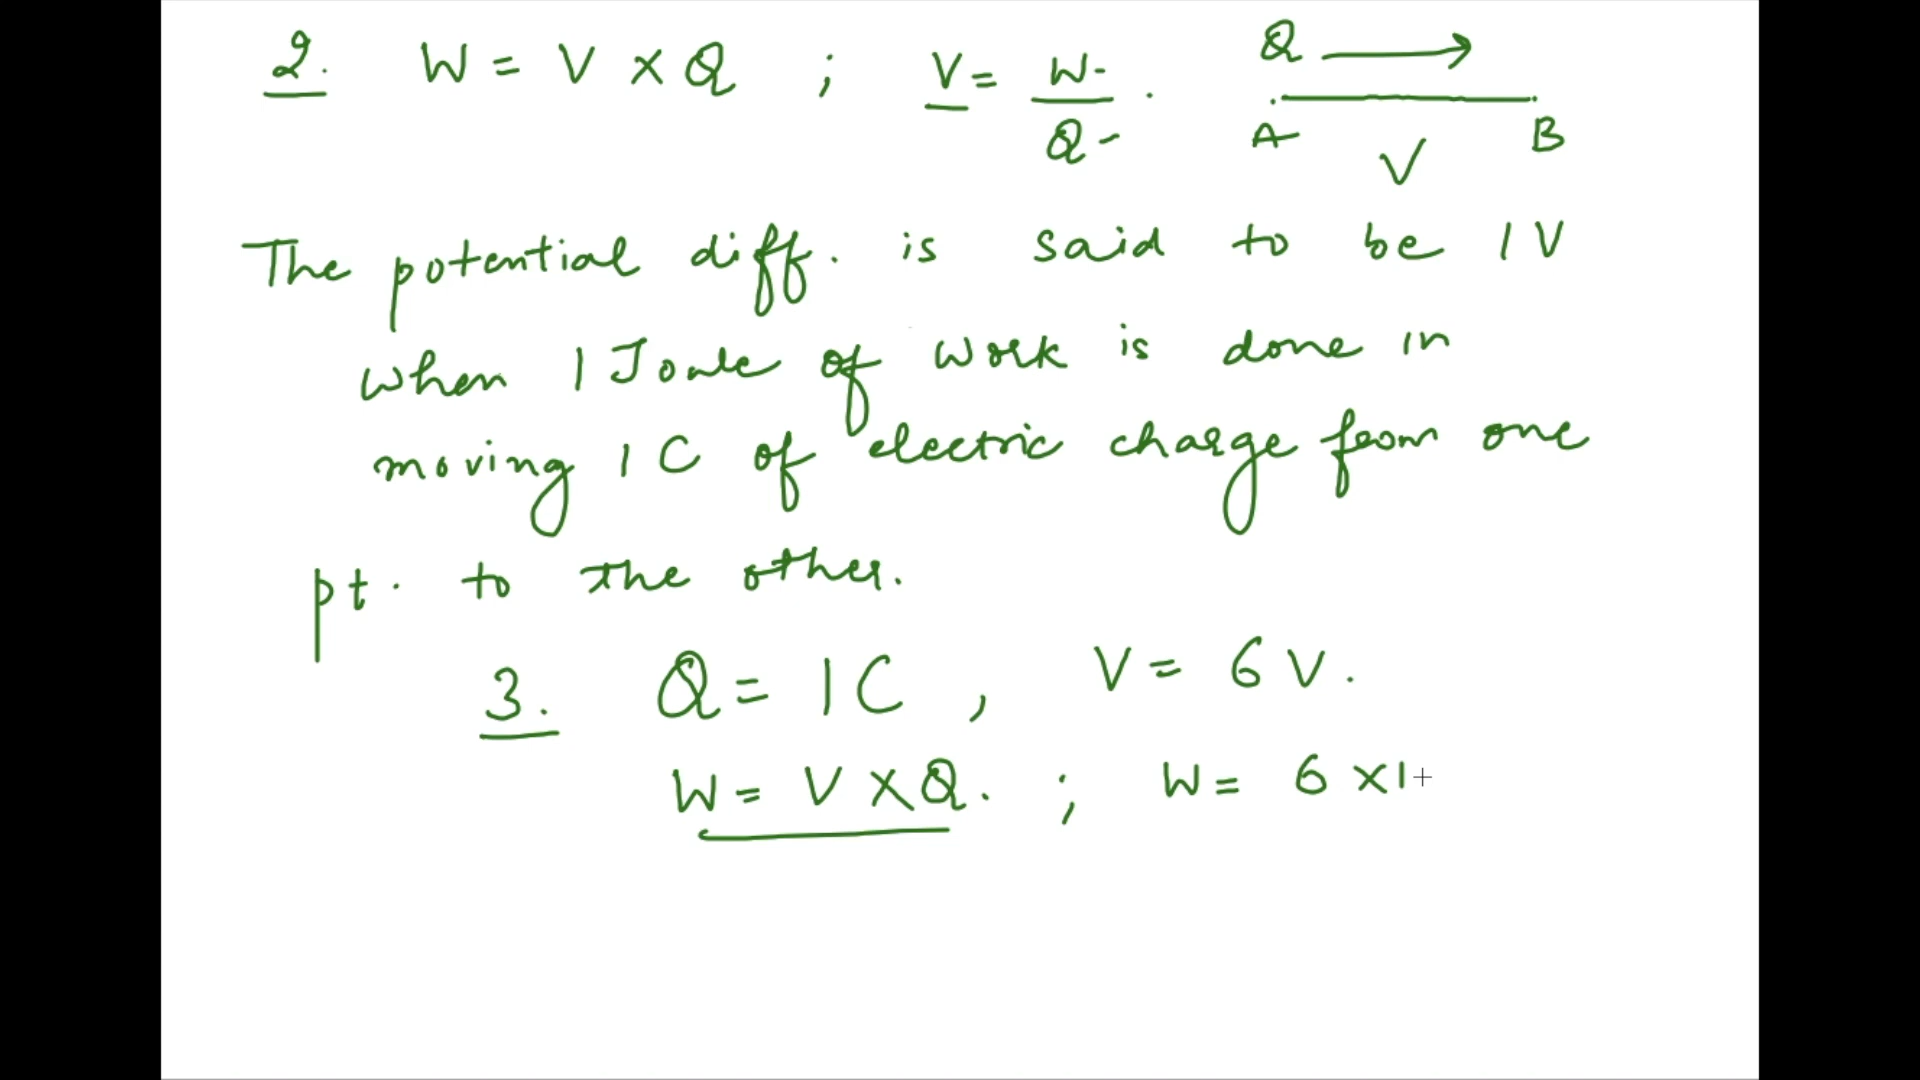 2. W = V × Q ; V = W/Q . Q →
A B
V
The potential diff. is said to be 1 V
when 1 Joule of work is done in
moving 1 C of electric charge from one
pt. to the other.
3. Q = 1 C , V = 6 V.
W = V × Q. ; W = 6 × 1